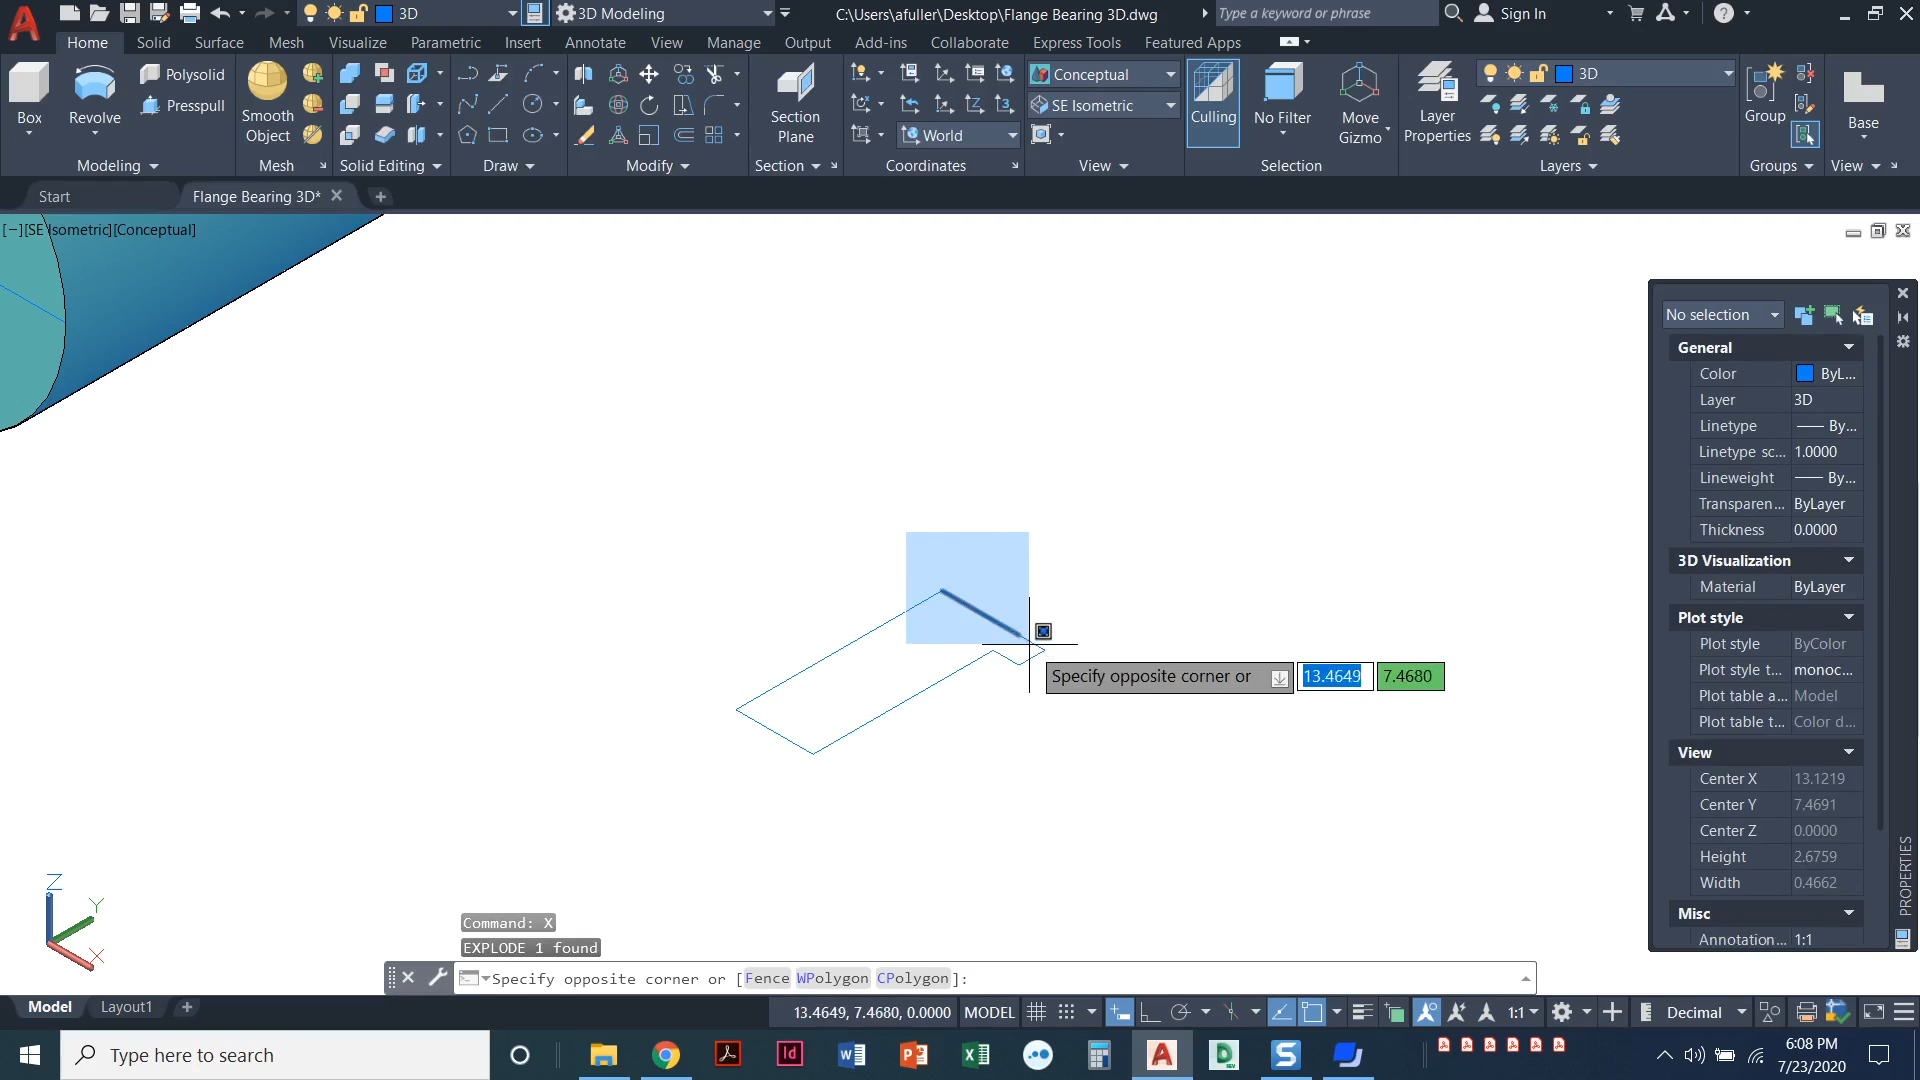 3D
3D Modeling
C:\Users\afuller\Desktop\Flange Bearing 3D.dwg
Type a keyword or phrase
Sign In
Home
Solid
Surface
Mesh
Visualize
Parametric
Insert
Annotate
View
Manage
Output
Add-ins
Collaborate
Express Tools
Featured Apps
Box
Revolve
Polysolid
Presspull
Smooth
Object
Section
Plane
World
Conceptual
SE Isometric
Culling
No Filter
Move
Gizmo
Layer
Properties
3D
Group
Base
Modeling
Mesh
Solid Editing
Draw
Modify
Section
Coordinates
View
Selection
Layers
Groups
View
Start
Flange Bearing 3D*
[−][SE Isometric][Conceptual]
No selection
General
Color ByL...
Layer 3D
Linetype By...
Linetype sc... 1.0000
Lineweight By...
Transparen... ByLayer
Thickness 0.0000
3D Visualization
Material ByLayer
Plot style
Plot style ByColor
Plot style t... monoc...
Plot table a... Model
Plot table t... Color d...
View
Center X 13.1219
Center Y 7.4691
Center Z 0.0000
Height 2.6759
Width 0.4662
Misc
Annotation... 1:1
PROPERTIES
Specify opposite corner or 13.4649 7.4680
Z
Y
X
Command: X
EXPLODE 1 found
Specify opposite corner or [Fence WPolygon CPolygon]:
Model
Layout1
13.4649, 7.4680, 0.0000
MODEL
1:1
Decimal
Type here to search
6:08 PM
7/23/2020